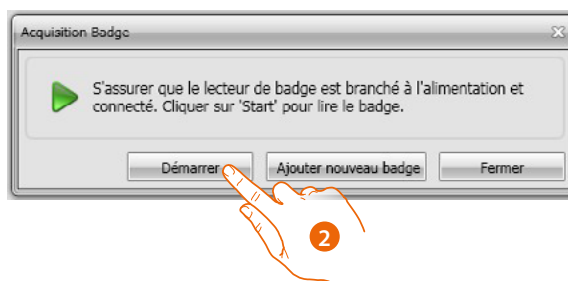 Acquisition Badge
S'assurer que le lecteur de badge est branché à l'alimentation et
connecté. Cliquer sur 'Start' pour lire le badge.
Démarrer Ajouter nouveau badge Fermer
2